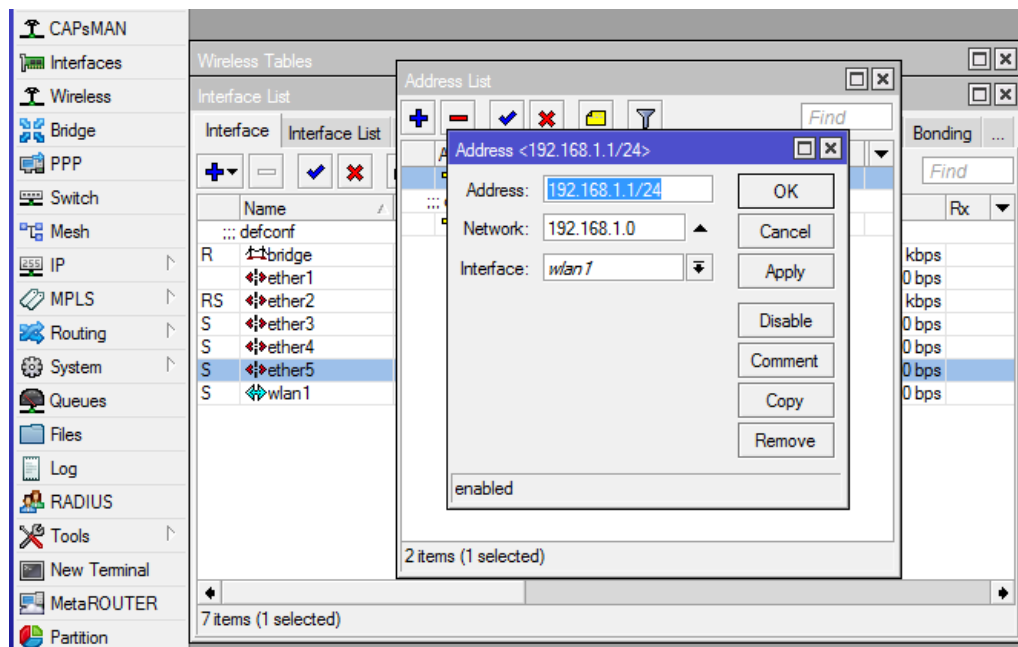 CAPsMAN
Interfaces
Wireless
Bridge
PPP
Switch
Mesh
255 IP
MPLS
Routing
System
Queues
Files
Log
RADIUS
Tools
New Terminal
MetaROUTER
Partition
Wireless Tables
Interface List
Interface Interface List Bonding ...
Find
Name Rx
;;; defconf
R bridge kbps
ether1 0 bps
RS ether2 kbps
S ether3 0 bps
S ether4 0 bps
S ether5 0 bps
S wlan1 0 bps
7 items (1 selected)
Address List
Find
2 items (1 selected)
Address <192.168.1.1/24>
Address: 192.168.1.1/24
Network: 192.168.1.0
Interface: wlan1
OK
Cancel
Apply
Disable
Comment
Copy
Remove
enabled